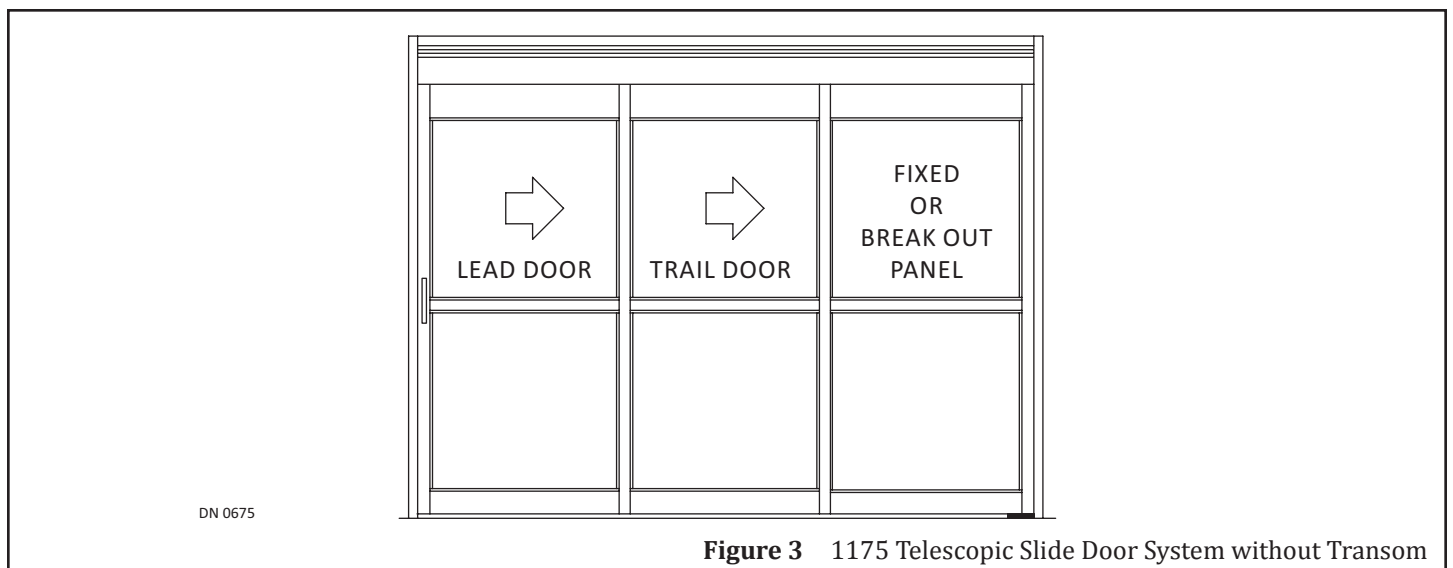 FIXED
OR
BREAK OUT
PANEL
LEAD DOOR
TRAIL DOOR
DN 0675
Figure 3 1175 Telescopic Slide Door System without Transom